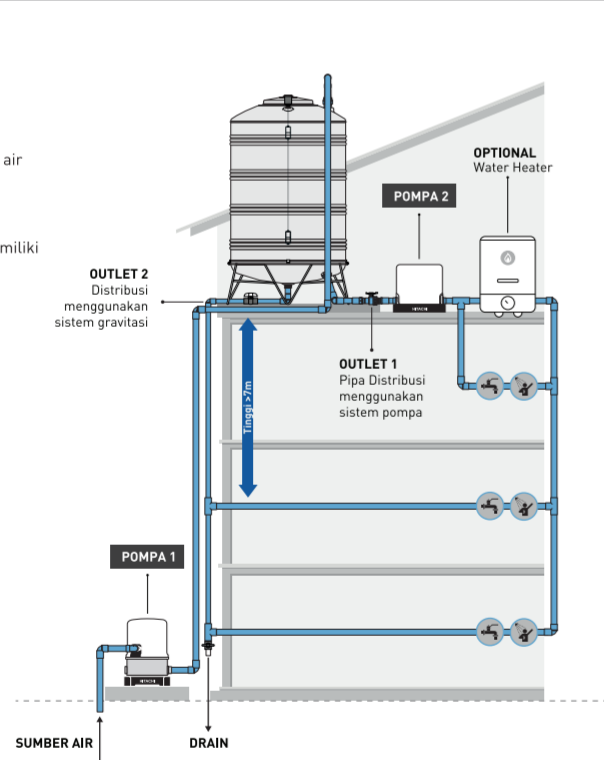 air
miliki
OPTIONAL
Water Heater
POMPA 2
OUTLET 2
Distribusi
menggunakan
sistem gravitasi
OUTLET 1
Pipa Distribusi
menggunakan
sistem pompa
Tinggi >7m
POMPA 1
SUMBER AIR
DRAIN